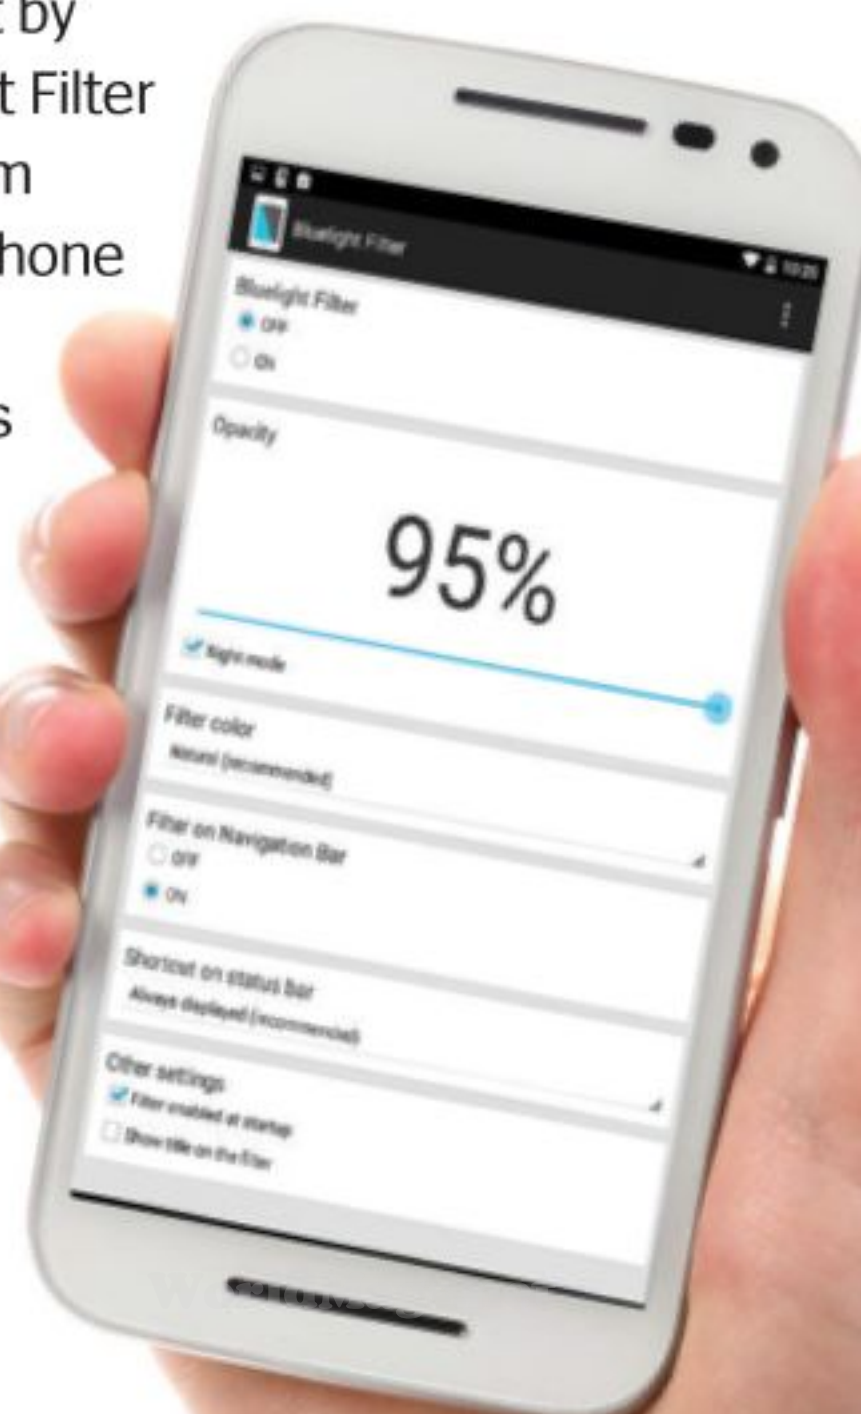 t by
t Filter
m
hone
s
10:25
Bluelight Filter
Bluelight Filter
OFF
ON
Opacity
95%
Night mode
Filter color
Natural (recommended)
Filter on Navigation Bar
OFF
ON
Shortcut on status bar
Always displayed (recommended)
Other settings
Filter enabled at startup
Show title on the filter